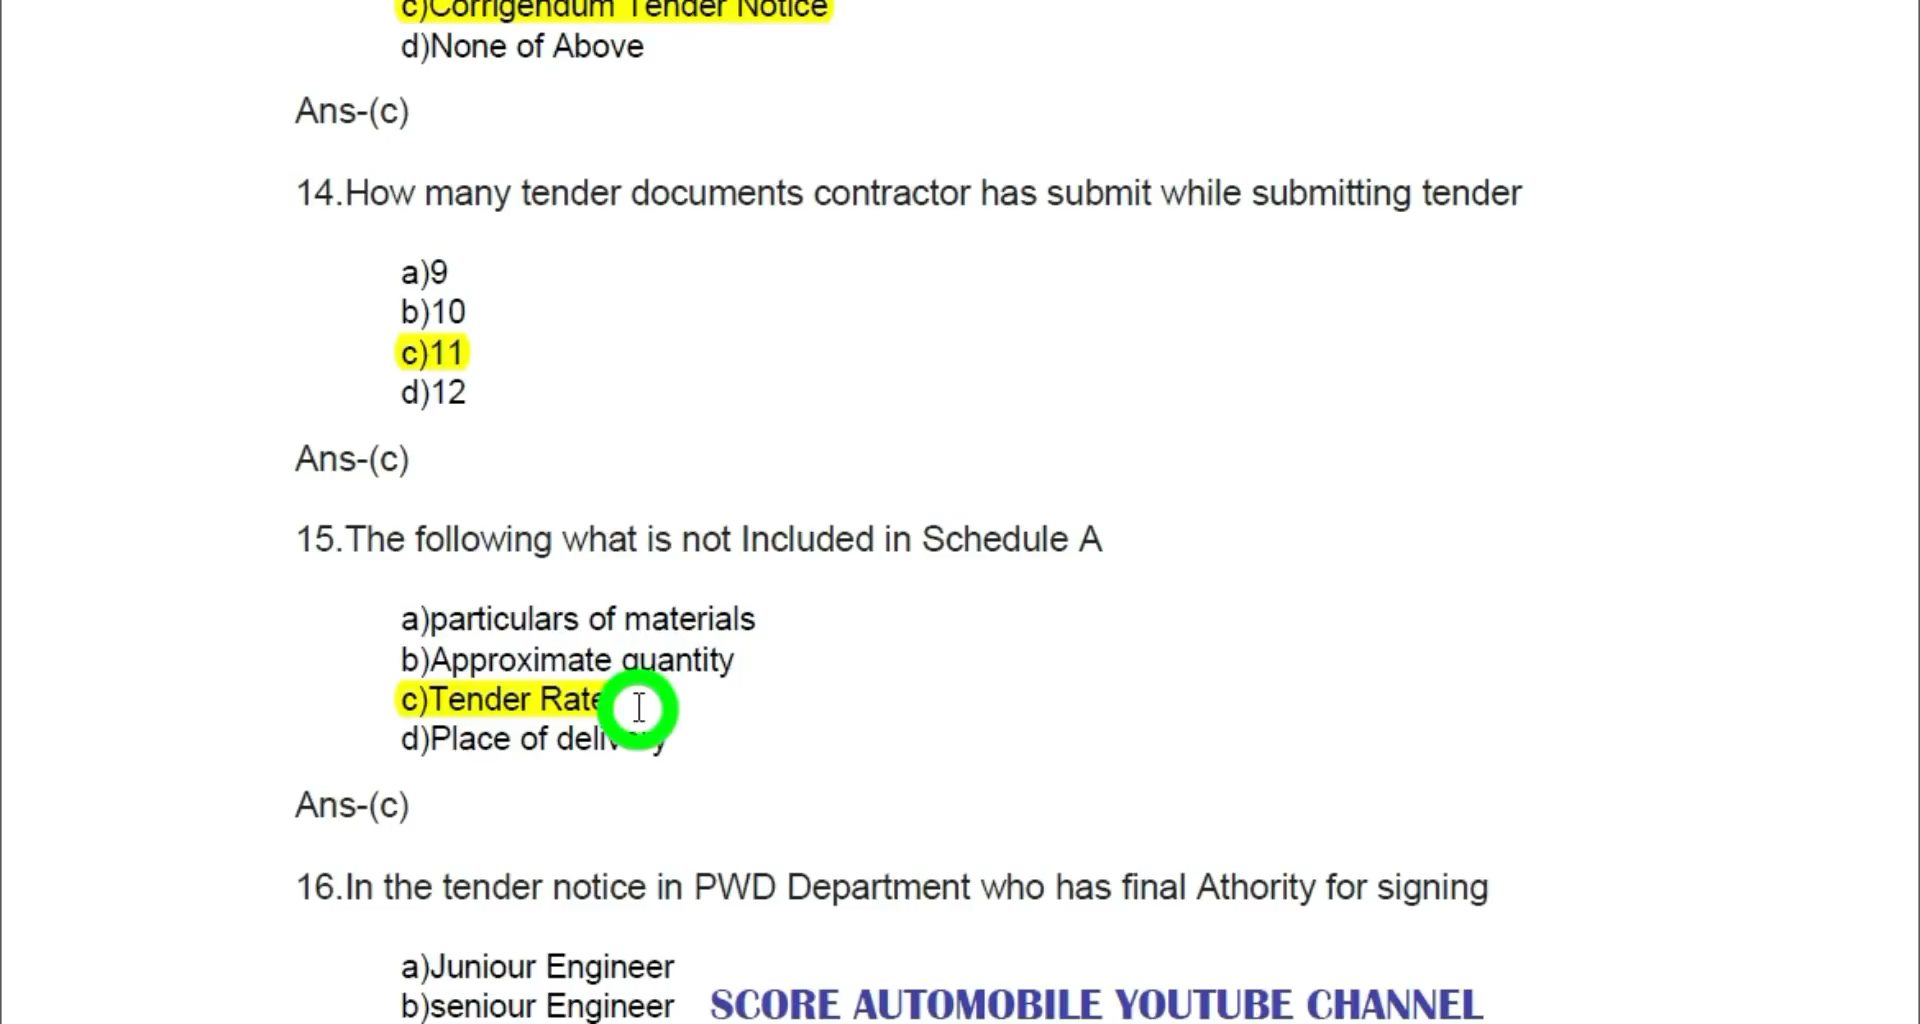 c)Corrigendum Tender Notice
d)None of Above
Ans-(c)
14.How many tender documents contractor has submit while submitting tender
a)9
b)10
c)11
d)12
Ans-(c)
15.The following what is not Included in Schedule A
a)particulars of materials
b)Approximate quantity
c)Tender Rate
d)Place of delivery
Ans-(c)
16.In the tender notice in PWD Department who has final Athority for signing
a)Juniour Engineer
b)seniour Engineer
SCORE AUTOMOBILE YOUTUBE CHANNEL